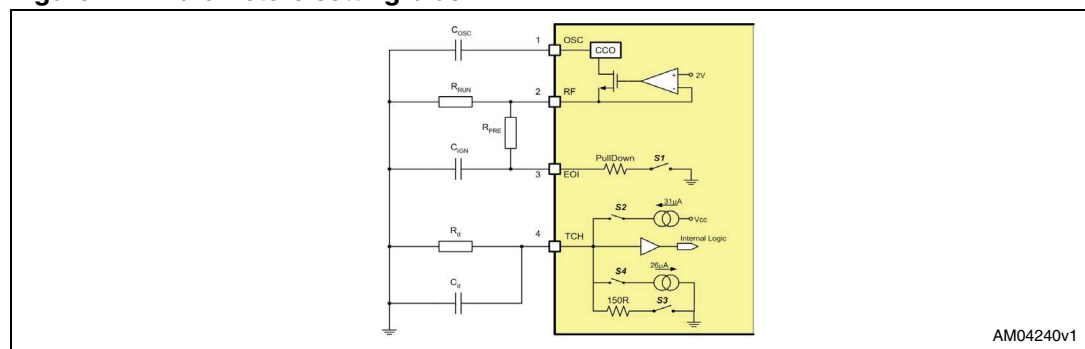 C_OSC
1
OSC
CCO
+
2V
-
R_RUN
2
RF
R_PRE
C_IGN
3
EOI
PullDown
S1
S2
31µA
Vcc
R_d
4
TCH
Internal Logic
S4
26µA
C_d
150R
S3
AM04240v1